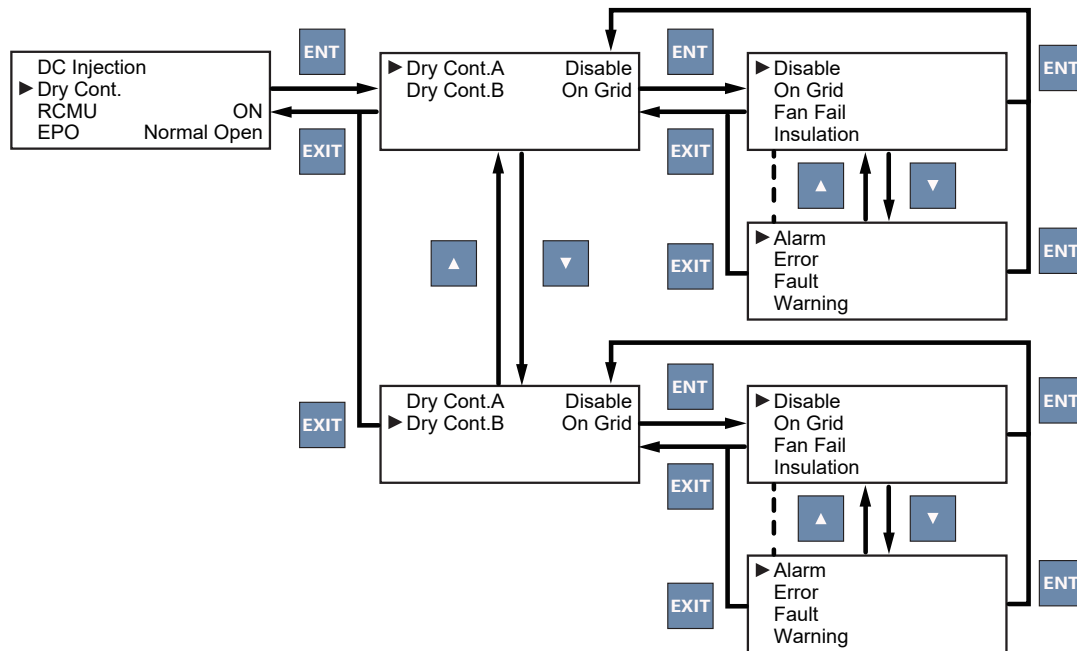 DC Injection
▶ Dry Cont.
RCMU ON
EPO Normal Open
ENT
EXIT
▶ Dry Cont.A Disable
Dry Cont.B On Grid
ENT
EXIT
▶ Disable
On Grid
Fan Fail
Insulation
ENT
▲ ▼
▶ Alarm
Error
Fault
Warning
EXIT
ENT
▲ ▼
EXIT
Dry Cont.A Disable
▶ Dry Cont.B On Grid
ENT
EXIT
▶ Disable
On Grid
Fan Fail
Insulation
ENT
▲ ▼
▶ Alarm
Error
Fault
Warning
EXIT
ENT